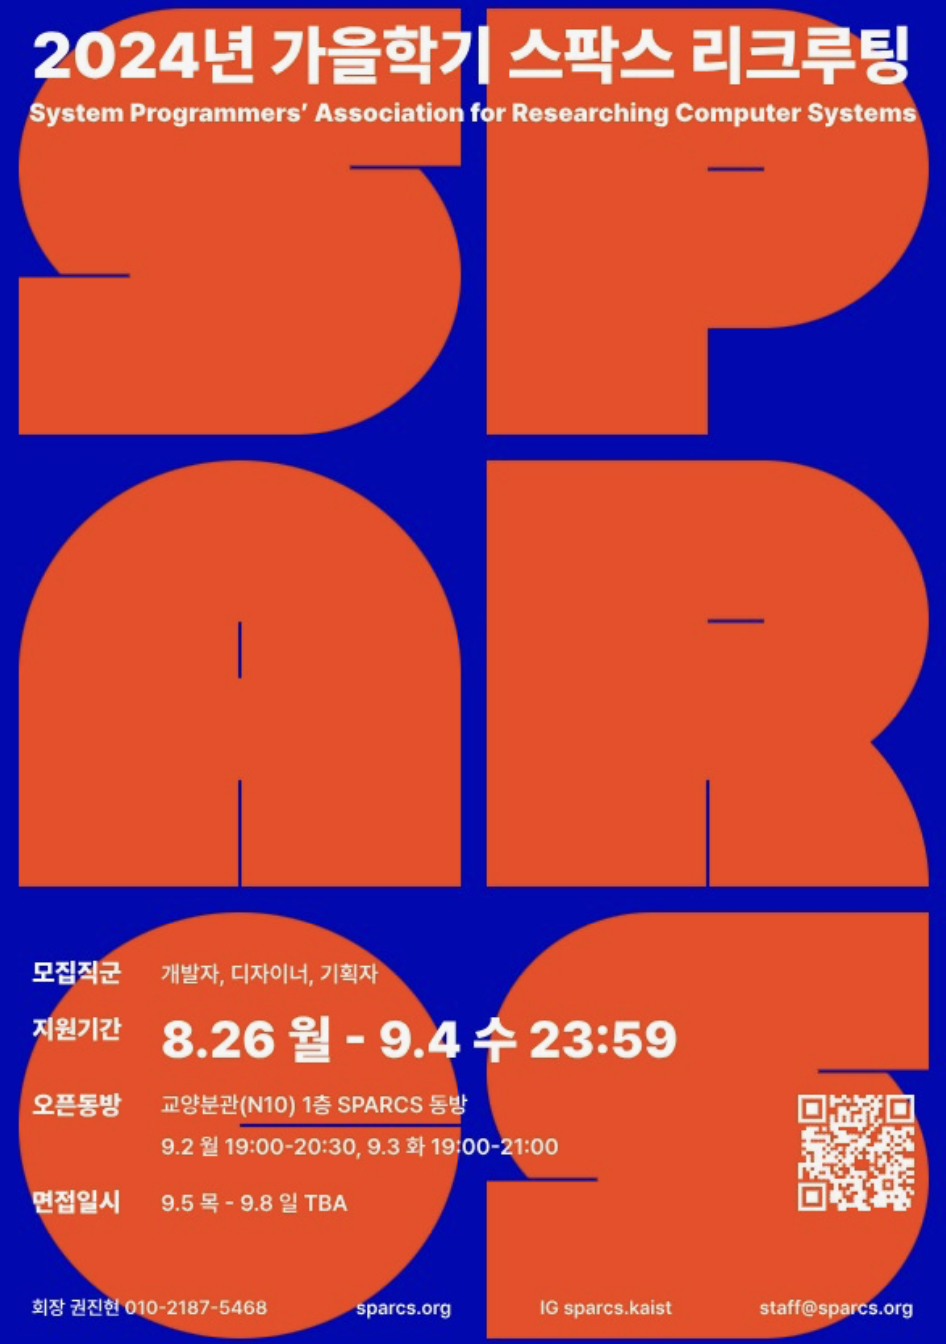 2024년 가을학기 스팍스 리크루팅
System Programmers’ Association for Researching Computer Systems
SP
AR
CS
모집직군 개발자, 디자이너, 기획자
지원기간 8.26 월 - 9.4 수 23:59
오픈동방 교양분관(N10) 1층 SPARCS 동방
9.2 월 19:00-20:30, 9.3 화 19:00-21:00
면접일시 9.5 목 - 9.8 일 TBA
회장 권진현 010-2187-5468 sparcs.org IG sparcs.kaist staff@sparcs.org